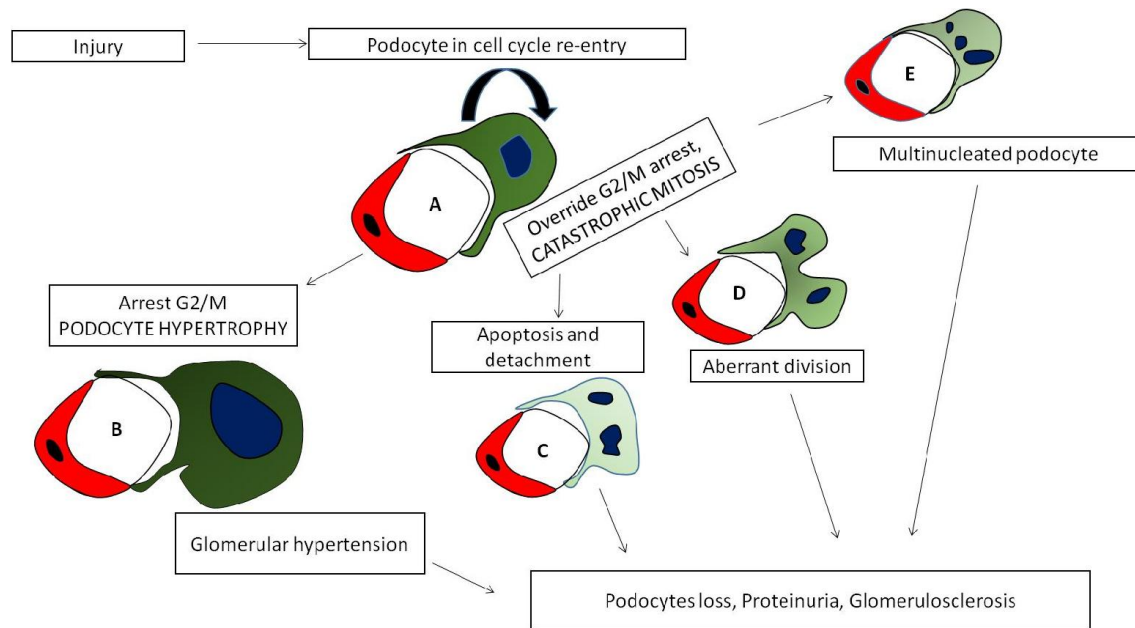 Injury
Podocyte in cell cycle re-entry
E
A
Override G2/M arrest,
CATASTROPHIC MITOSIS
Multinucleated podocyte
D
Arrest G2/M
PODOCYTE HYPERTROPHY
Apoptosis and
detachment
Aberrant division
B
C
Glomerular hypertension
Podocytes loss, Proteinuria, Glomerulosclerosis